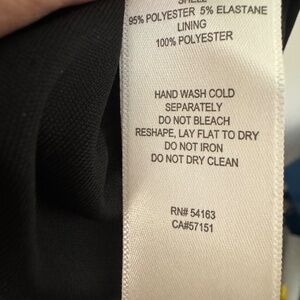 SHELL
95% POLYESTER 5% ELASTANE
LINING
100% POLYESTER
HAND WASH COLD
SEPARATELY
DO NOT BLEACH
RESHAPE, LAY FLAT TO DRY
DO NOT IRON
DO NOT DRY CLEAN
RN# 54163
CA#57151